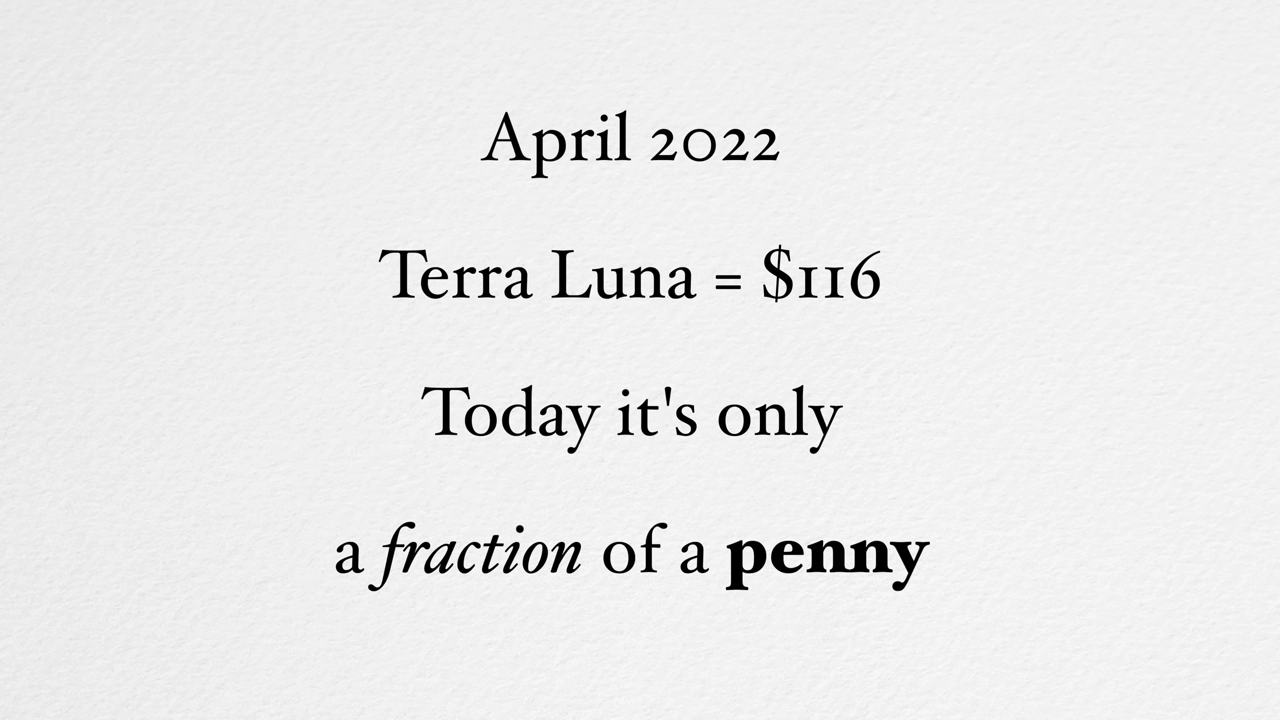 April 2022
Terra Luna = $116
Today it's only
a fraction of a penny